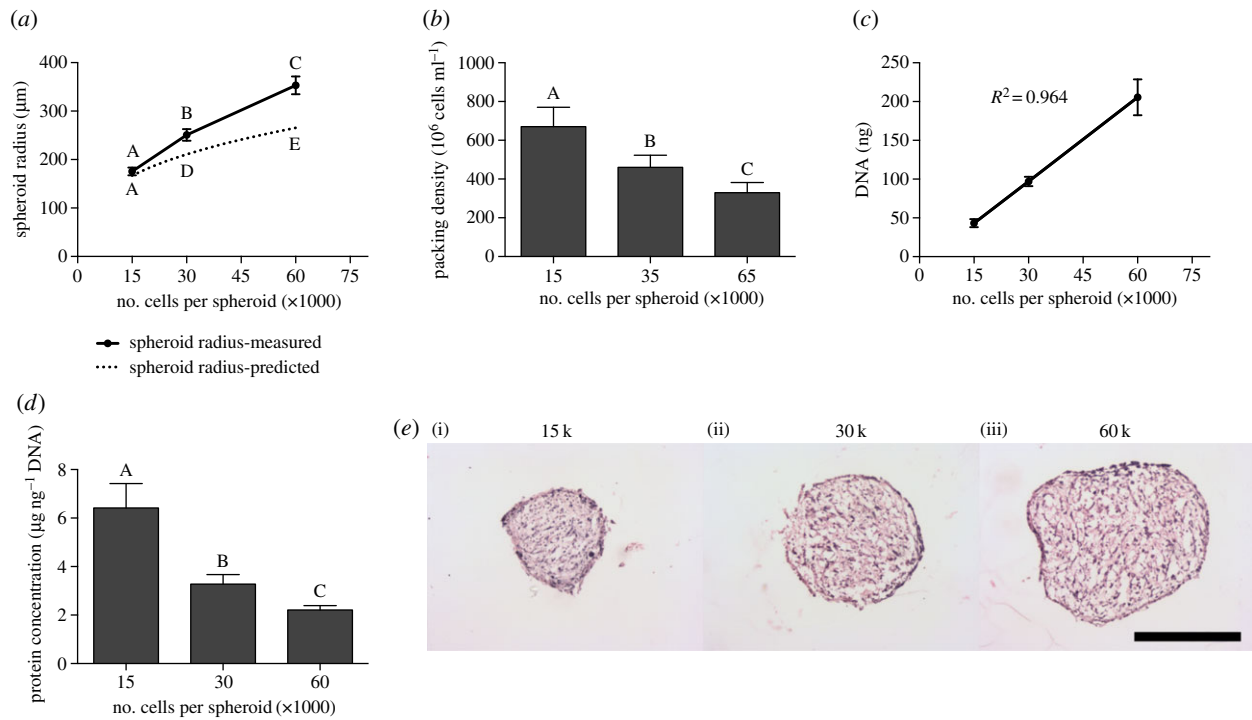 (a)
spheroid radius (μm)
400
300
200
100
0
A
B
C
A
D
E
0 15 30 45 60 75
no. cells per spheroid (×1000)
spheroid radius-measured
spheroid radius-predicted
(b)
packing density (10⁶ cells ml⁻¹)
1000
800
600
400
200
0
A
B
C
15 35 65
no. cells per spheroid (×1000)
(c)
DNA (ng)
250
200
150
100
50
0
R² = 0.964
0 15 30 45 60 75
no. cells per spheroid (×1000)
(d)
protein concentration (μg ng⁻¹ DNA)
8
6
4
2
0
A
B
C
15 30 60
no. cells per spheroid (×1000)
(e) (i) 15 k (ii) 30 k (iii) 60 k